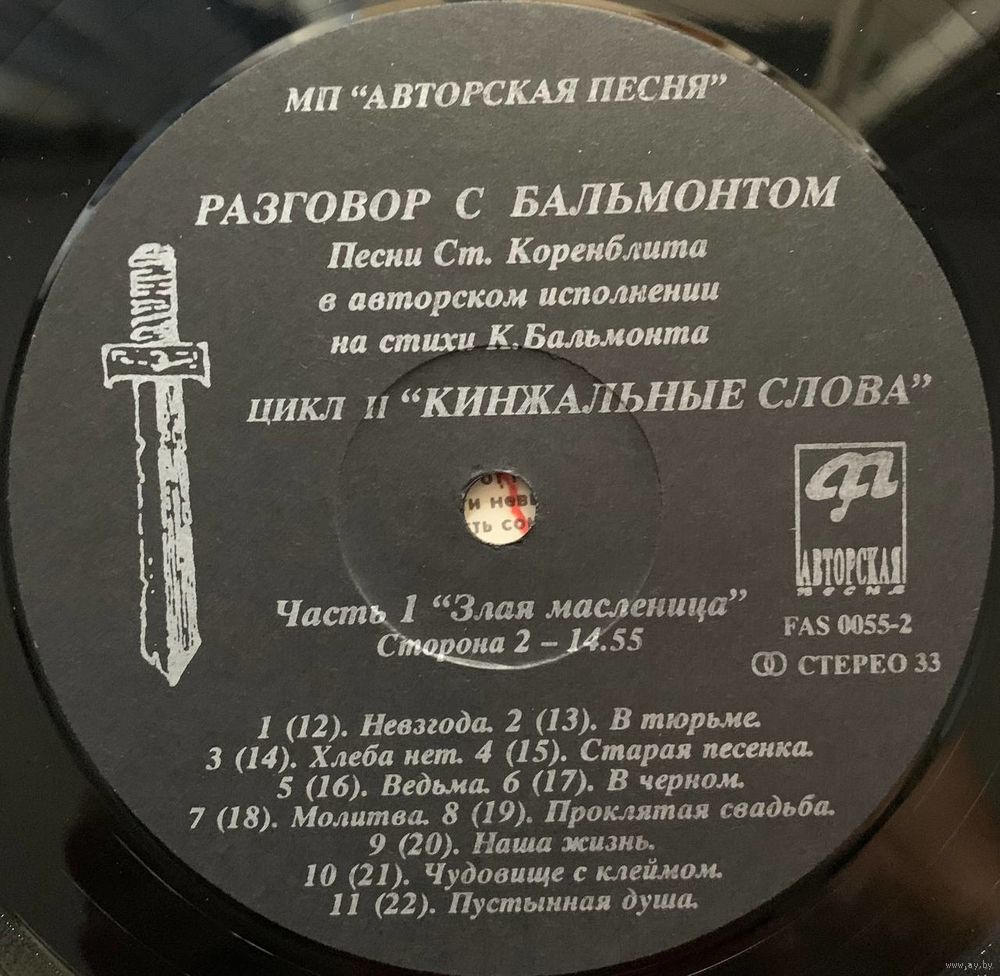 МП “АВТОРСКАЯ ПЕСНЯ”
РАЗГОВОР С БАЛЬМОНТОМ
Песни Ст. Коренблита
в авторском исполнении
на стихи К.Бальмонта
ЦИКЛ II “КИНЖАЛЬНЫЕ СЛОВА”
АВТОРСКАЯ
ПЕСНЯ
Часть 1 “Злая масленица”
Сторона 2 – 14.55
FAS 0055-2
СТЕРЕО 33
1 (12). Невзгода. 2 (13). В тюрьме.
3 (14). Хлеба нет. 4 (15). Старая песенка.
5 (16). Ведьма. 6 (17). В черном.
7 (18). Молитва. 8 (19). Проклятая свадьба.
9 (20). Наша жизнь.
10 (21). Чудовище с клеймом.
11 (22). Пустынная душа.
www.ay.by